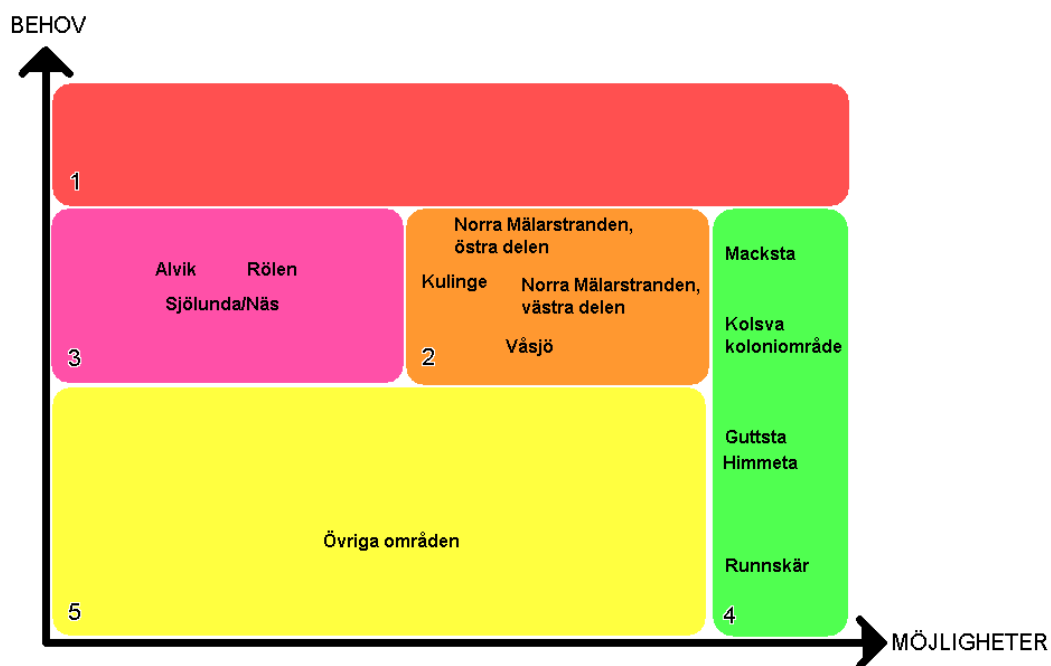 BEHOV
1
Norra Mälarstranden,
östra delen
Alvik
Rölen
Sjölunda/Näs
3
Kulinge
Norra Mälarstranden,
västra delen
Våsjö
2
Macksta
Kolsva
koloniområde
Guttsta
Himmeta
Runnskär
4
Övriga områden
5
MÖJLIGHETER